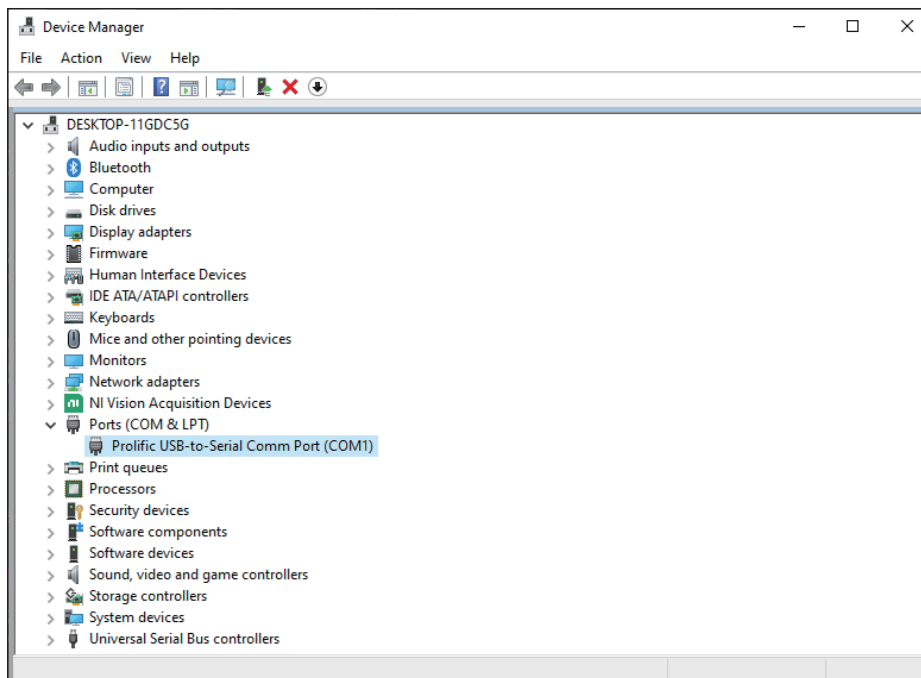 Device Manager
File Action View Help
DESKTOP-11GDC5G
Audio inputs and outputs
Bluetooth
Computer
Disk drives
Display adapters
Firmware
Human Interface Devices
IDE ATA/ATAPI controllers
Keyboards
Mice and other pointing devices
Monitors
Network adapters
NI Vision Acquisition Devices
Ports (COM & LPT)
Prolific USB-to-Serial Comm Port (COM1)
Print queues
Processors
Security devices
Software components
Software devices
Sound, video and game controllers
Storage controllers
System devices
Universal Serial Bus controllers